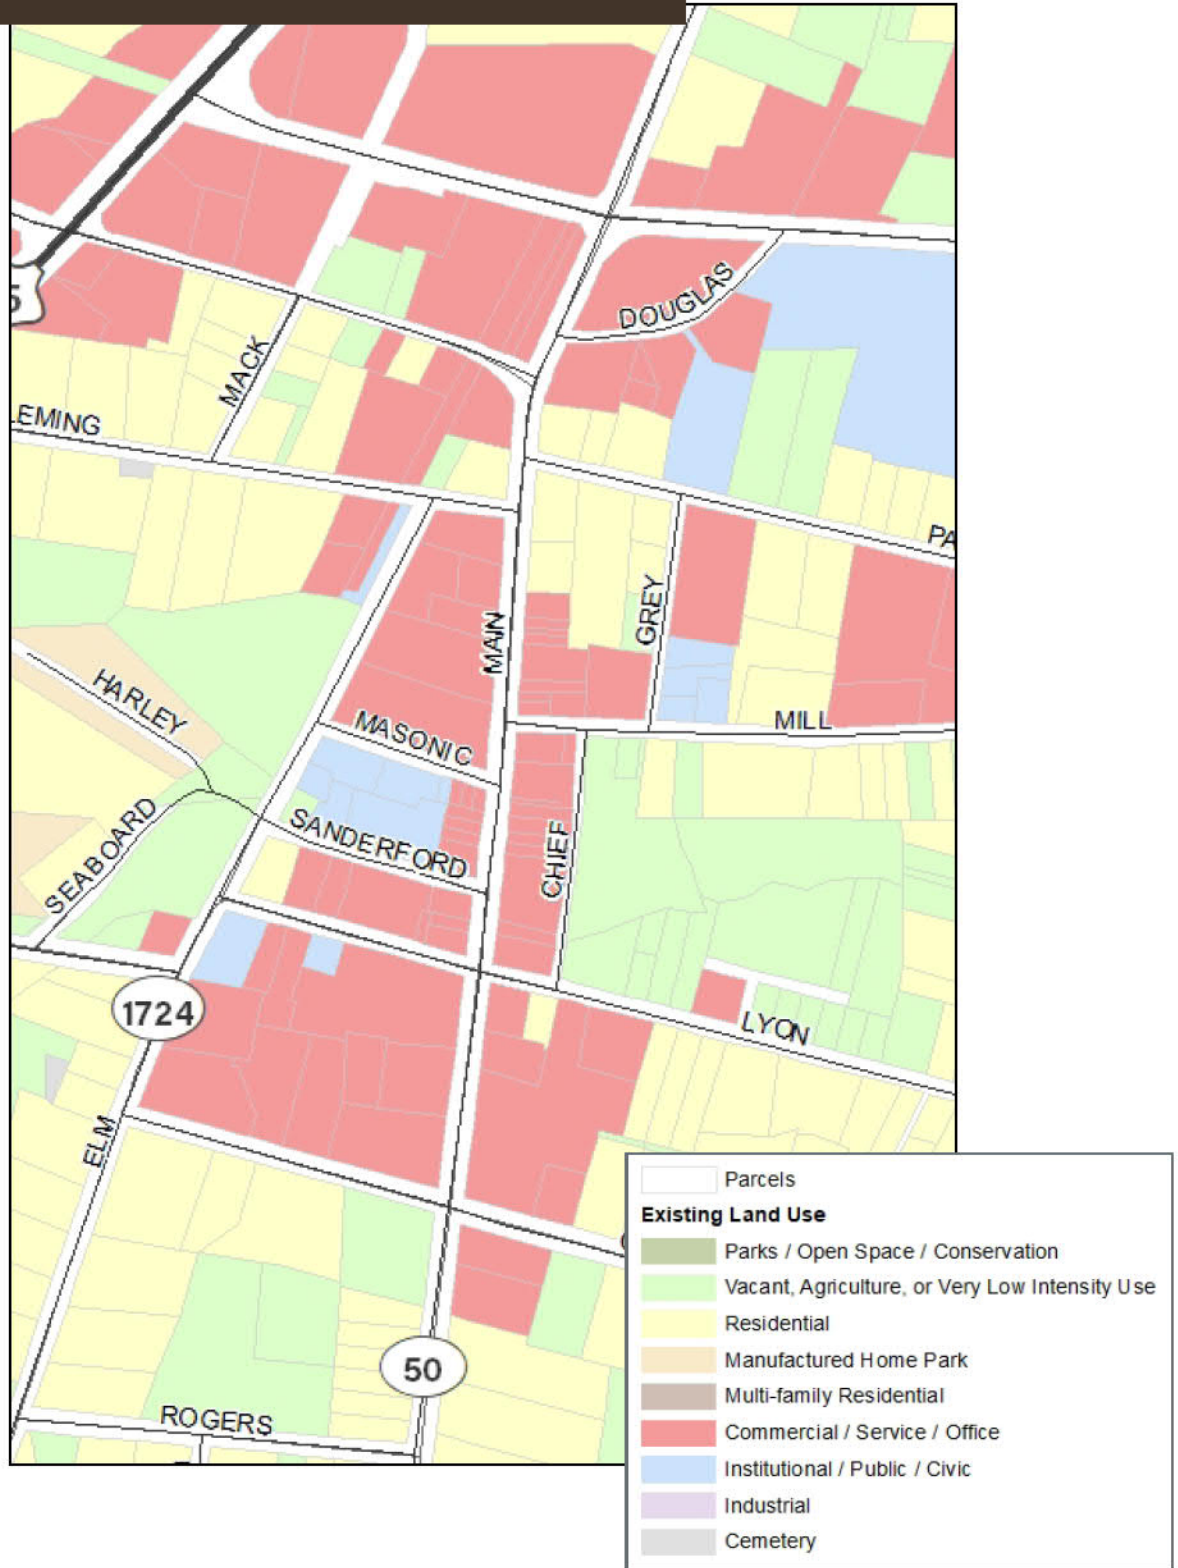 DOUGLAS
5
MACK
LEMING
PA
GREY
MAIN
HARLEY
MASONIC
MILL
SEABOARD
SANDERFORD
CHIEF
1724
LYON
ELM
50
ROGERS
Parcels
Existing Land Use
Parks / Open Space / Conservation
Vacant, Agriculture, or Very Low Intensity Use
Residential
Manufactured Home Park
Multi-family Residential
Commercial / Service / Office
Institutional / Public / Civic
Industrial
Cemetery